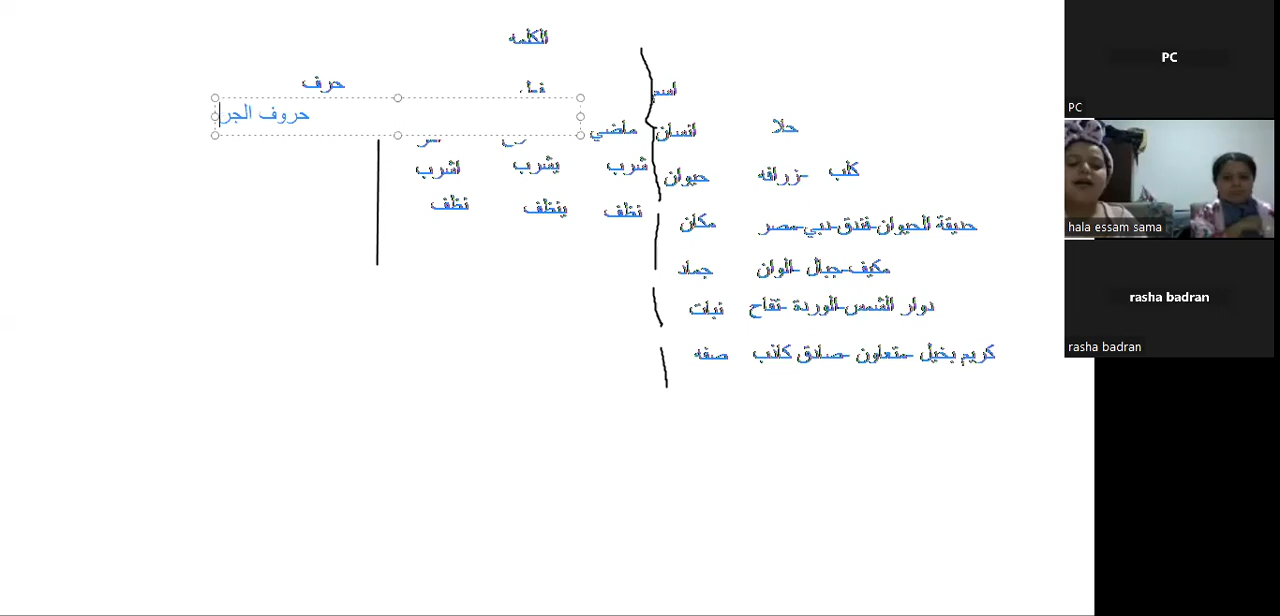 الكلمه
اسم
حرف
حروف الجر
حلا انسان ماضي
كلب -زرافه حيوان شرب يشرب اشرب
نظف ينظف نظف
حديقة الحيوان-فندق-دبي-مصر مكان
مكيف-جبال -الوان جماد
دوار الشمس-الوردة -تفاح نبات
كريم بخيل -متعاون -صادق كاذب صفه
PC
PC
hala essam sama
rasha badran
rasha badran